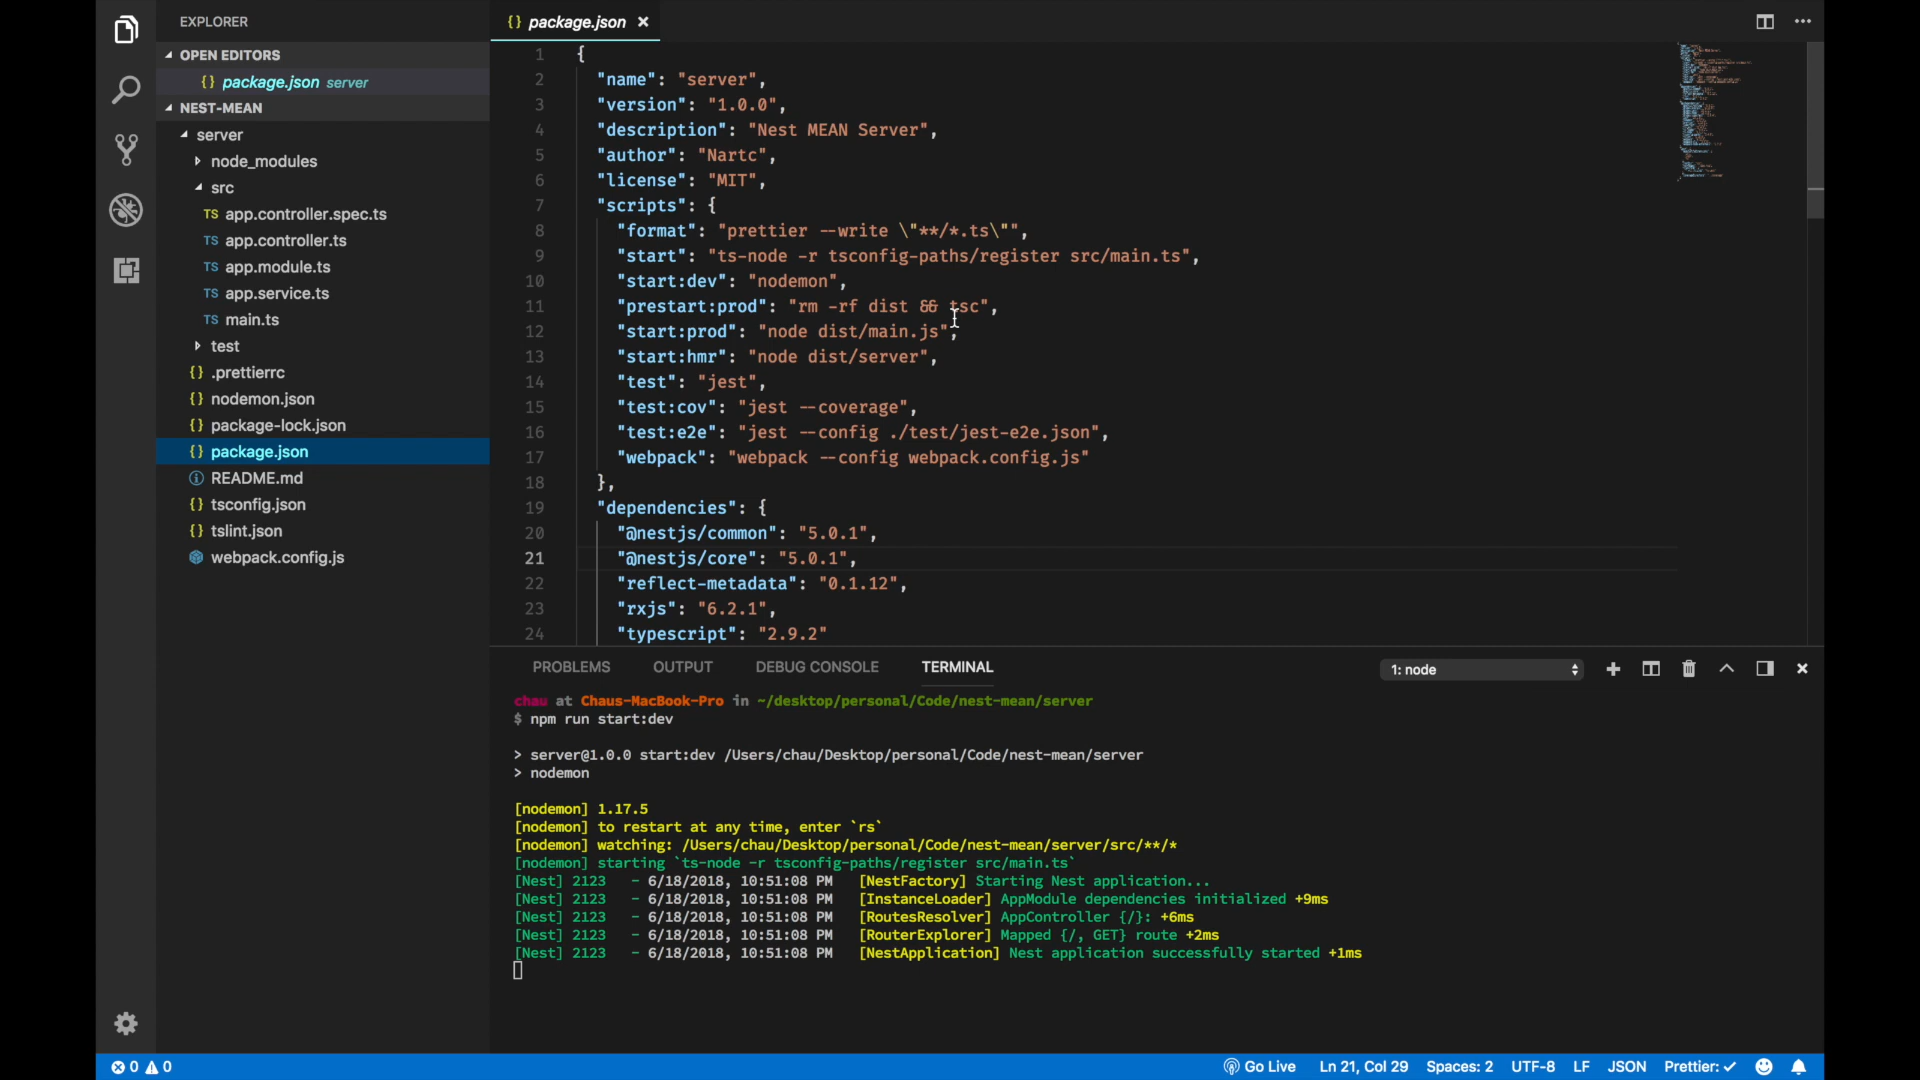 EXPLORER
OPEN EDITORS
{} package.json server
NEST-MEAN
server
node_modules
src
TS app.controller.spec.ts
TS app.controller.ts
TS app.module.ts
TS app.service.ts
TS main.ts
test
{} .prettierrc
{} nodemon.json
{} package-lock.json
{} package.json
README.md
{} tsconfig.json
{} tslint.json
webpack.config.js
{} package.json
1 {
2 "name": "server",
3 "version": "1.0.0",
4 "description": "Nest MEAN Server",
5 "author": "Nartc",
6 "license": "MIT",
7 "scripts": {
8 "format": "prettier --write \"**/*.ts\"",
9 "start": "ts-node -r tsconfig-paths/register src/main.ts",
10 "start:dev": "nodemon",
11 "prestart:prod": "rm -rf dist && tsc",
12 "start:prod": "node dist/main.js",
13 "start:hmr": "node dist/server",
14 "test": "jest",
15 "test:cov": "jest --coverage",
16 "test:e2e": "jest --config ./test/jest-e2e.json",
17 "webpack": "webpack --config webpack.config.js"
18 },
19 "dependencies": {
20 "@nestjs/common": "5.0.1",
21 "@nestjs/core": "5.0.1",
22 "reflect-metadata": "0.1.12",
23 "rxjs": "6.2.1",
24 "typescript": "2.9.2"
PROBLEMS OUTPUT DEBUG CONSOLE TERMINAL 1: node
chau at Chaus-MacBook-Pro in ~/desktop/personal/Code/nest-mean/server
$ npm run start:dev
> server@1.0.0 start:dev /Users/chau/Desktop/personal/Code/nest-mean/server
> nodemon
[nodemon] 1.17.5
[nodemon] to restart at any time, enter `rs`
[nodemon] watching: /Users/chau/Desktop/personal/Code/nest-mean/server/src/**/*
[nodemon] starting `ts-node -r tsconfig-paths/register src/main.ts`
[Nest] 2123 - 6/18/2018, 10:51:08 PM [NestFactory] Starting Nest application...
[Nest] 2123 - 6/18/2018, 10:51:08 PM [InstanceLoader] AppModule dependencies initialized +9ms
[Nest] 2123 - 6/18/2018, 10:51:08 PM [RoutesResolver] AppController {/}: +6ms
[Nest] 2123 - 6/18/2018, 10:51:08 PM [RouterExplorer] Mapped {/, GET} route +2ms
[Nest] 2123 - 6/18/2018, 10:51:08 PM [NestApplication] Nest application successfully started +1ms
0 0 Go Live Ln 21, Col 29 Spaces: 2 UTF-8 LF JSON Prettier: ✓